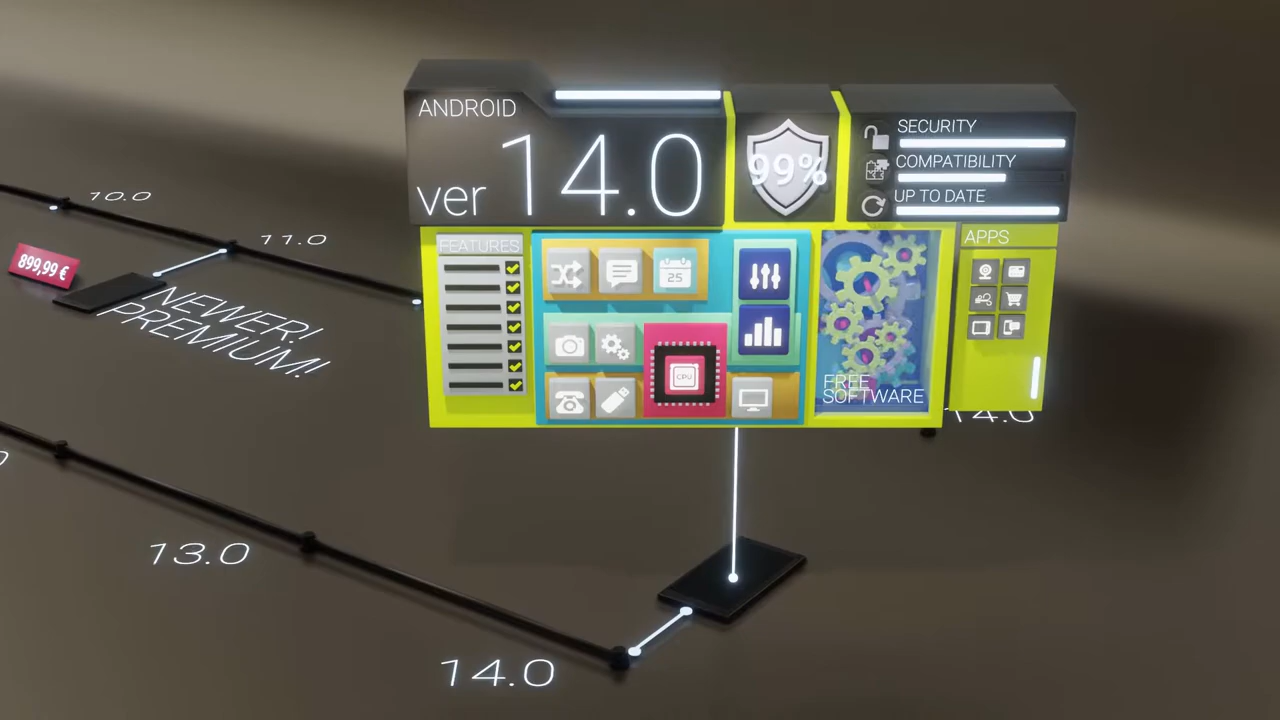 ANDROID
ver 14.0
99%
SECURITY
COMPATIBILITY
UP TO DATE
FEATURES
25
CPU
FREE
SOFTWARE
APPS
10.0
11.0
899,99 €
NEWER!
PREMIUM!
14.0
13.0
14.0